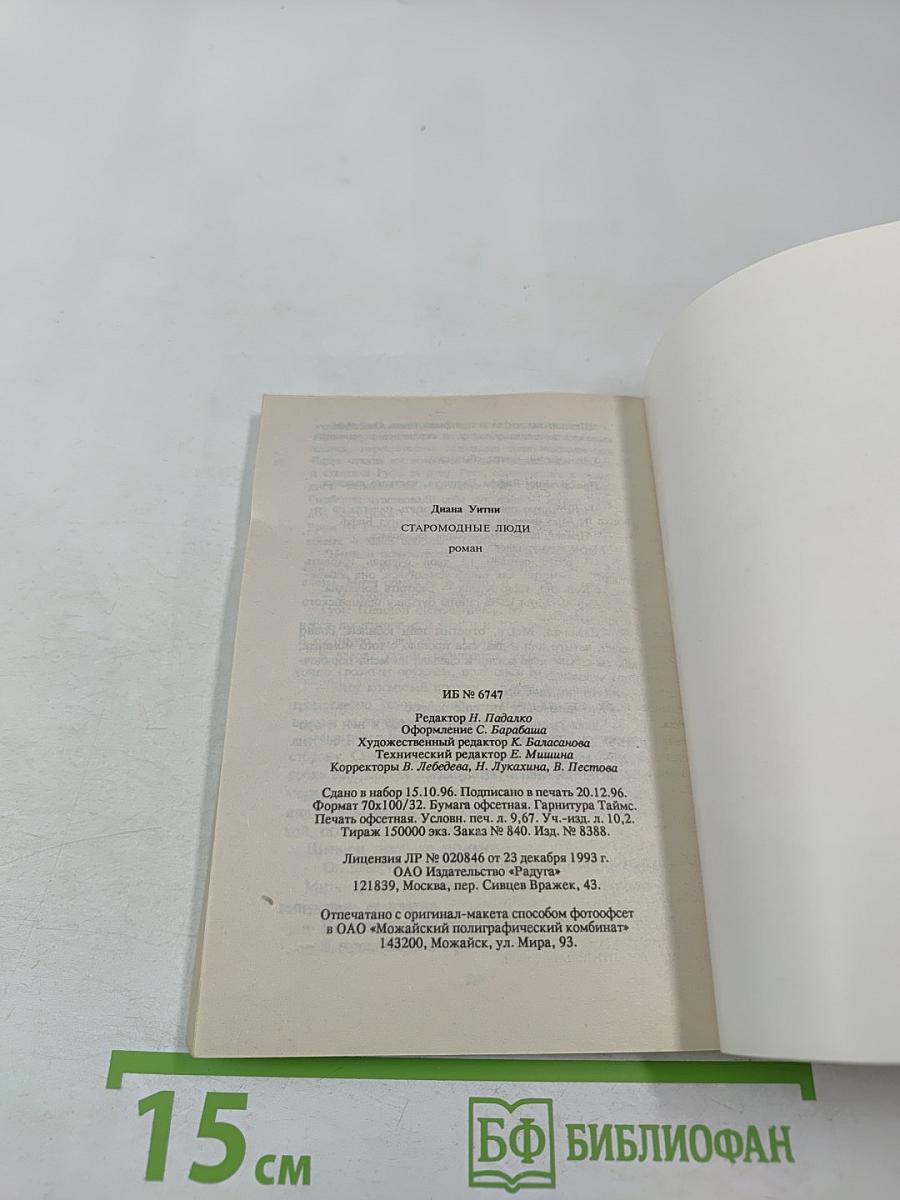 Диана Уитни
СТАРОМОДНЫЕ ЛЮДИ
роман
ИБ № 6747
Редактор Н. Падалко
Оформление С. Барабаша
Художественный редактор К. Баласанова
Технический редактор Е. Мишина
Корректоры В. Лебедева, Н. Лукахина, В. Пестова
Сдано в набор 15.10.96. Подписано в печать 20.12.96.
Формат 70х100/32. Бумага офсетная. Гарнитура Таймс.
Печать офсетная. Условн. печ. л. 9,67. Уч.-изд. л. 10,2.
Тираж 150000 экз. Заказ № 840. Изд. № 8388.
Лицензия ЛР № 020846 от 23 декабря 1993 г.
ОАО Издательство «Радуга»
121839, Москва, пер. Сивцев Вражек, 43.
Отпечатано с оригинал-макета способом фотоофсет
в ОАО «Можайский полиграфический комбинат»
143200, Можайск, ул. Мира, 93.
15 см
БФ БИБЛИОФАН